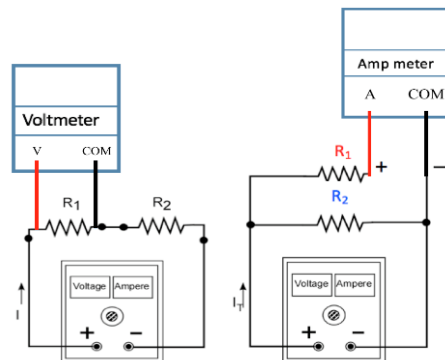 Voltmeter
V COM
R1 R2
I
Voltage Ampere
+ −
Amp meter
A COM
R1 + −
R2
IT
Voltage Ampere
+ −